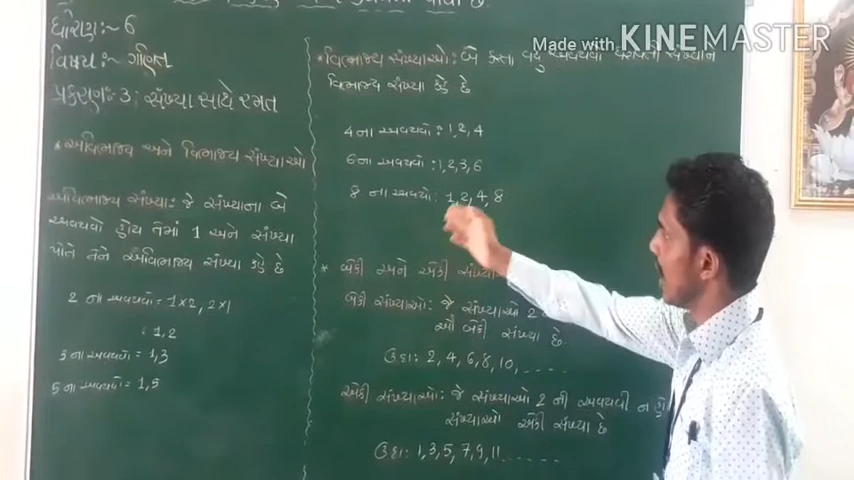 ધોરણ:~ 6
વિષય :~ ગણિત
પ્રકરણ: 3 : સંખ્યા સાથે રમત
* અવિભાજ્ય અને વિભાજ્ય સંખ્યાઓ
અવિભાજ્ય સંખ્યા: જે સંખ્યાના બે
અવયવો હોય તેમાં 1 અને સંખ્યા
પોતે તેને અવિભાજ્ય સંખ્યા કહે છે
2 ના અવયવો = 1×2, 2×1
: 1,2
3 ના અવયવો = 1,3
5 ના અવયવો = 1,5
* વિભાજ્ય સંખ્યાઓ: બે કરતા વધુ અવયવો ધરાવતી સંખ્યાને
વિભાજ્ય સંખ્યા કહે છે
4 ના અવયવો : 1,2,4
6 ના અવયવો : 1,2,3,6
8 ના અવયવો : 1,2,4,8
* બેકી અને એકી સંખ્યા
બેકી સંખ્યાઓ: જે સંખ્યાઓ 2
બેકી સંખ્યા છે.
ઉદા: 2, 4, 6, 8, 10, .....
એકી સંખ્યાઓ: જે સંખ્યાઓ 2 ની અવયવી ન હો
સંખ્યાઓ એકી સંખ્યા છે
ઉદા: 1,3,5, 7,9,11......
Made with KINEMASTER